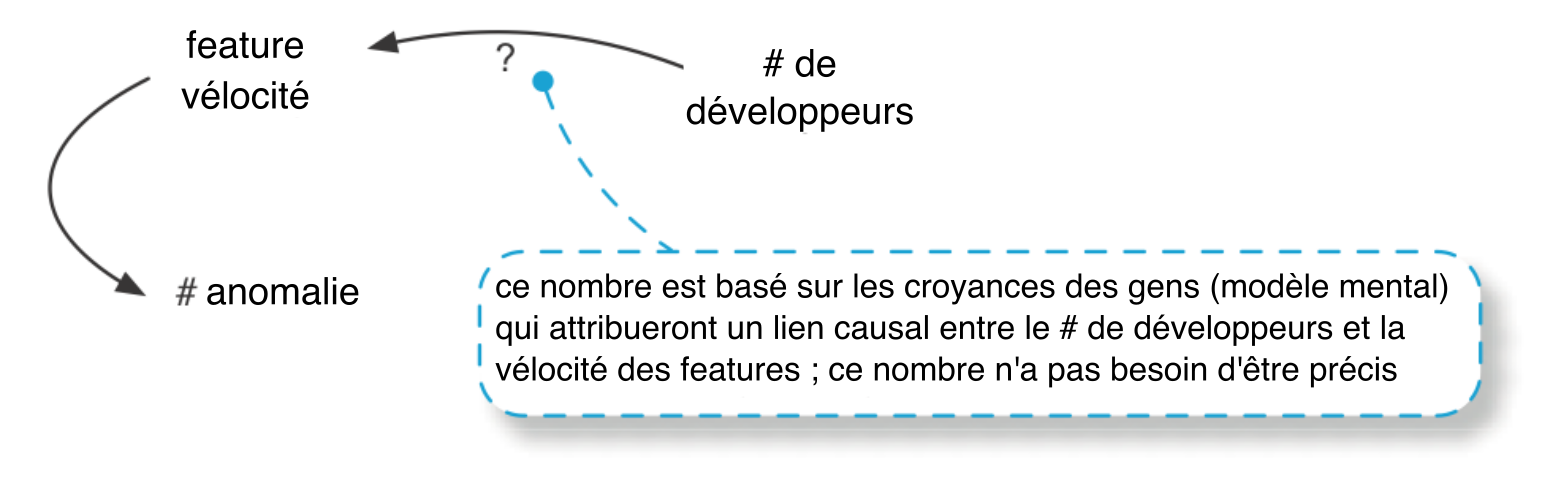 feature
vélocité
?
# de
développeurs
# anomalie
ce nombre est basé sur les croyances des gens (modèle mental)
qui attribueront un lien causal entre le # de développeurs et la
vélocité des features ; ce nombre n'a pas besoin d'être précis